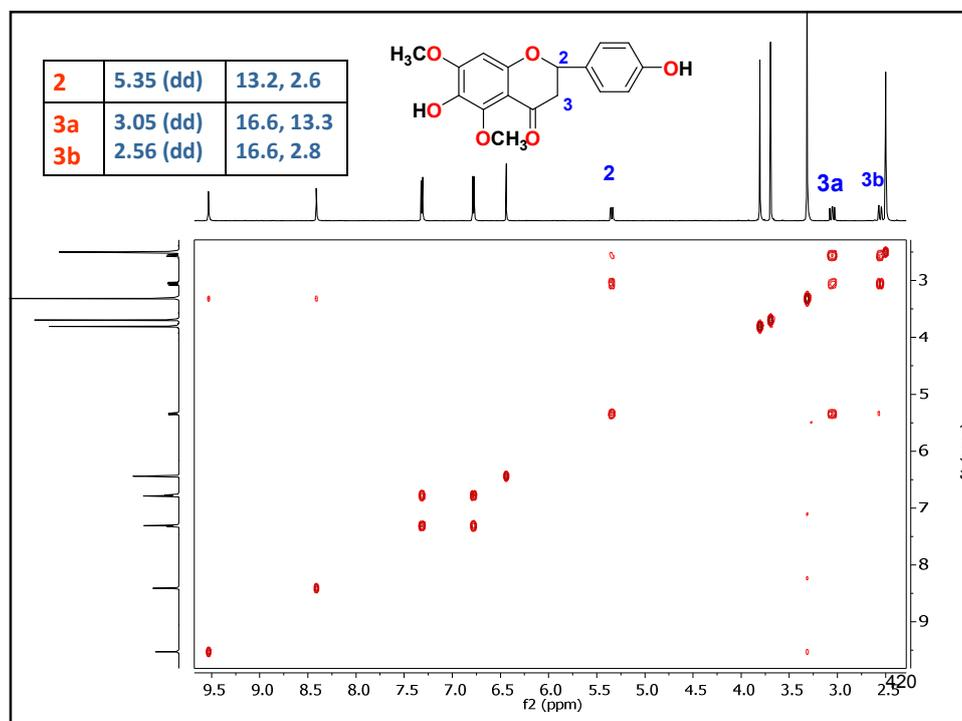 2 5.35 (dd) 13.2, 2.6
3a 3.05 (dd) 16.6, 13.3
3b 2.56 (dd) 16.6, 2.8
H₃CO
O
2
OH
3
HO
OCH₃
O
2
3a
3b
3
4
5
6
7
8
9
9.5 9.0 8.5 8.0 7.5 7.0 6.5 6.0 5.5 5.0 4.5 4.0 3.5 3.0 2.5
420
f2 (ppm)